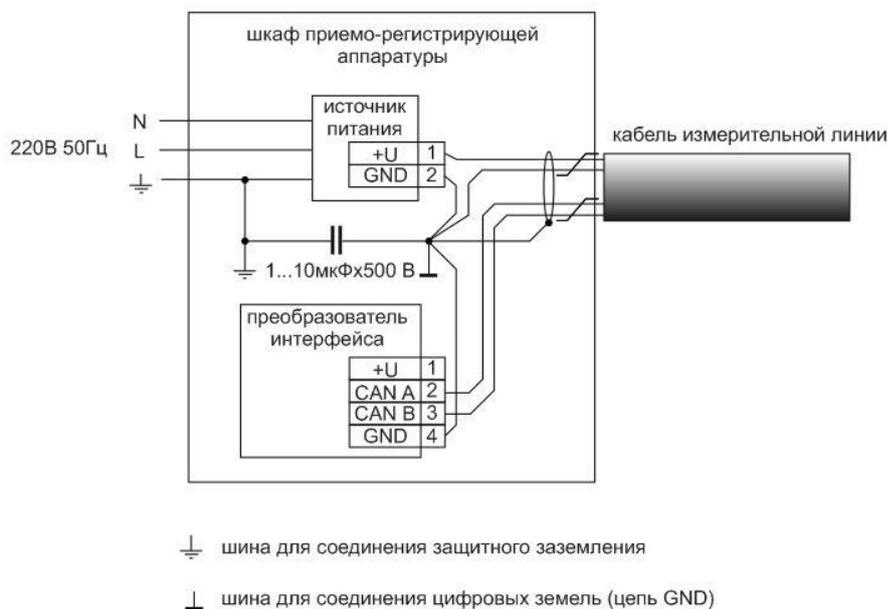 шкаф приемо-регистрирующей
аппаратуры
источник
питания
N
220В 50Гц
L
+U 1
GND 2
кабель измерительной линии
1...10мкФх500 В
преобразователь
интерфейса
+U 1
CAN A 2
CAN B 3
GND 4
шина для соединения защитного заземления
шина для соединения цифровых земель (цепь GND)